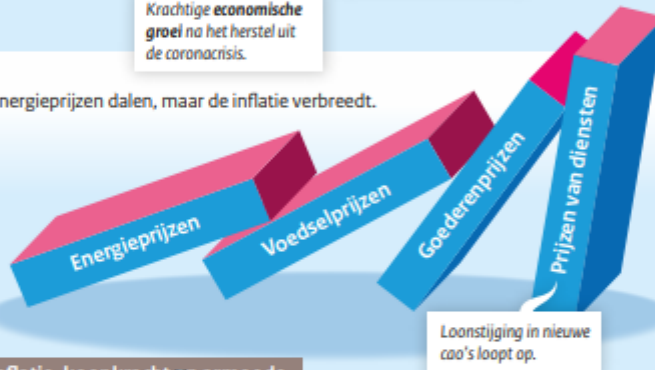 Krachtige economische
groei na het herstel uit
de coronacrisis.
nergieprijzen dalen, maar de inflatie verbreedt.
Energieprijzen
Voedselprijzen
Goederenprijzen
Prijzen van diensten
Loonstijging in nieuwe
cao's loopt op.